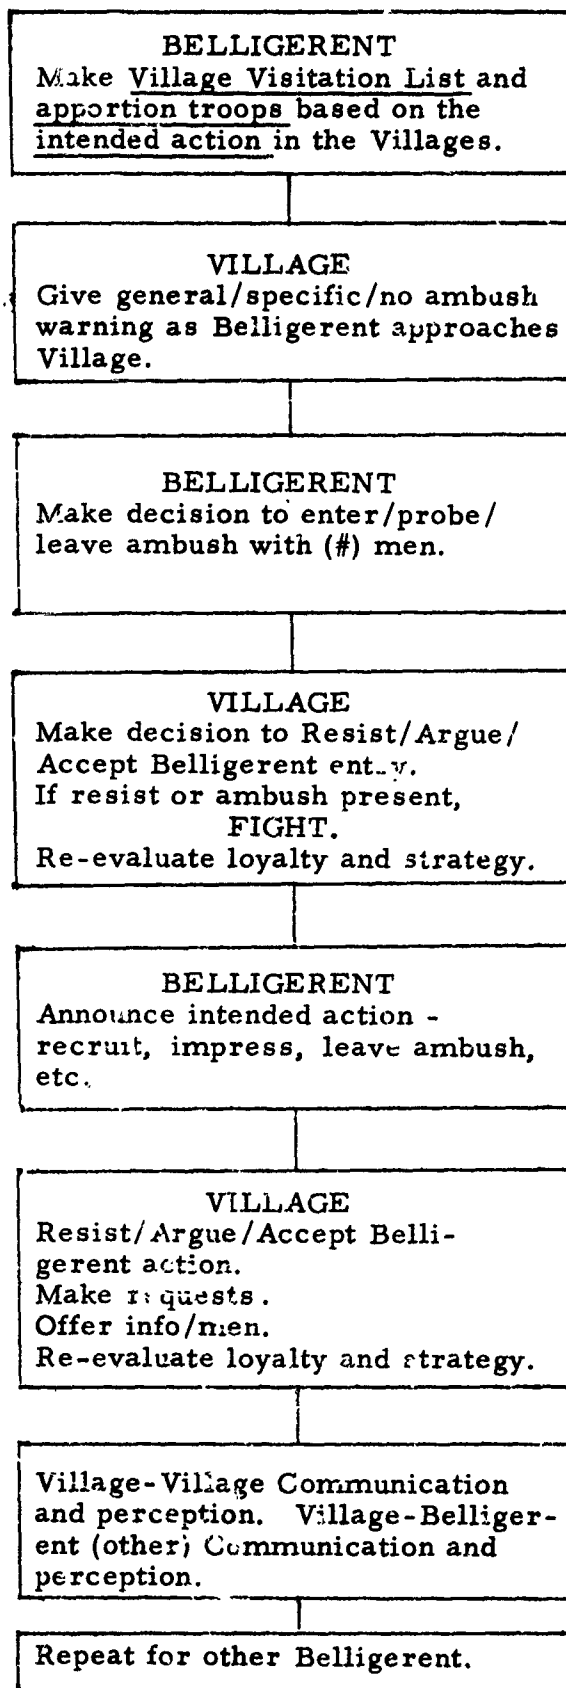 BELLIGERENT
Make Village Visitation List and
apportion troops based on the
intended action in the Villages.
VILLAGE
Give general/specific/no ambush
warning as Belligerent approaches
Village.
BELLIGERENT
Make decision to enter/probe/
leave ambush with (#) men.
VILLAGE
Make decision to Resist/Argue/
Accept Belligerent entry.
If resist or ambush present,
FIGHT.
Re-evaluate loyalty and strategy.
BELLIGERENT
Announce intended action -
recruit, impress, leave ambush,
etc.
VILLAGE
Resist/Argue/Accept Belli-
gerent action.
Make requests.
Offer info/men.
Re-evaluate loyalty and strategy.
Village-Village Communication
and perception. Village-Belliger-
ent (other) Communication and
perception.
Repeat for other Belligerent.